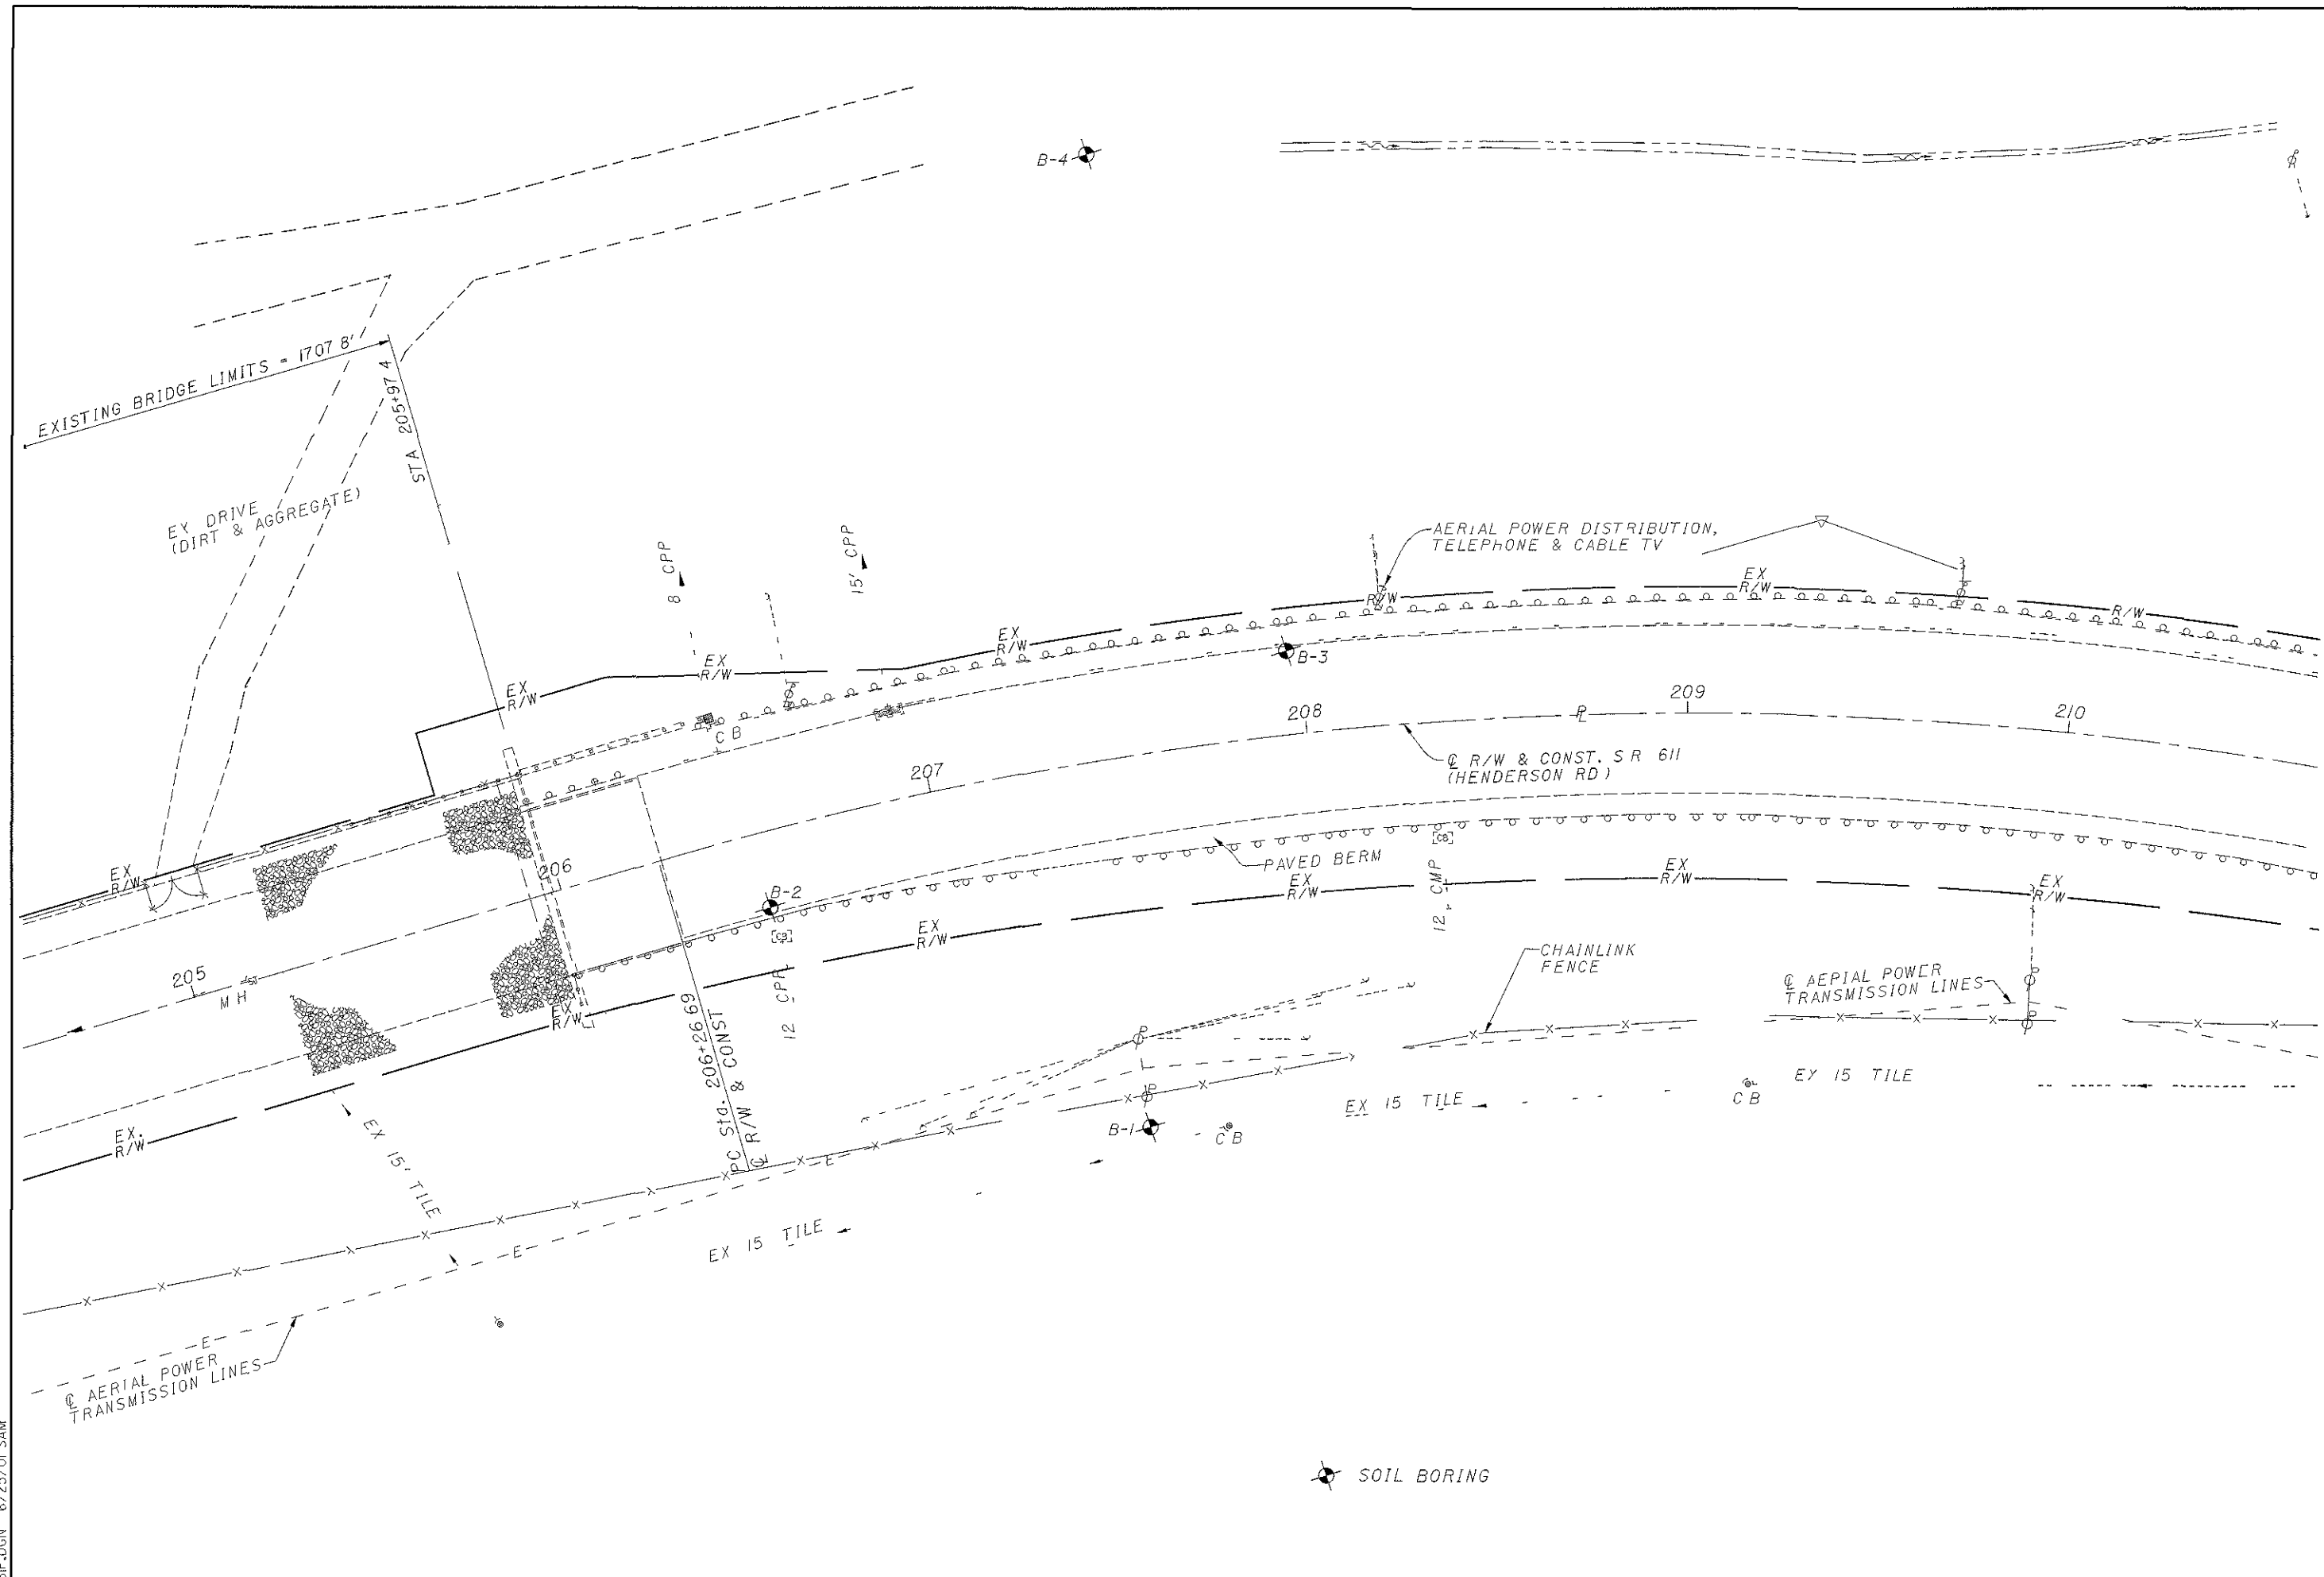 B-4
EXISTING BRIDGE LIMITS = 1707 8'
STA 205+97 4
EX DRIVE
(DIRT & AGGREGATE)
8 CPP
15' CPP
AERIAL POWER DISTRIBUTION,
TELEPHONE & CABLE TV
EX
R/W
EX
R/W
EX
R/W
R/W
EX
R/W
R/W
B-3
C B
207
208
209
210
℄ R/W & CONST. S R 611
(HENDERSON RD)
PAVED BERM
206
B-2
[CB]
[CB]
12 CMP
EX
R/W
EX
R/W
EX
R/W
EX
R/W
EX
R/W
205
M H
EX
R/W
EX.
R/W
12 CPP
PC Sta. 206+26 69
℄ R/W & CONST
CHAINLINK
FENCE
℄ AERIAL POWER
TRANSMISSION LINES
EX 15 TILE
EX 15 TILE
C B
C B
B-1
EX 15' TILE
EX 15 TILE
E
E
E
℄ AERIAL POWER
TRANSMISSION LINES
SOIL BORING
6/25/01 SAM